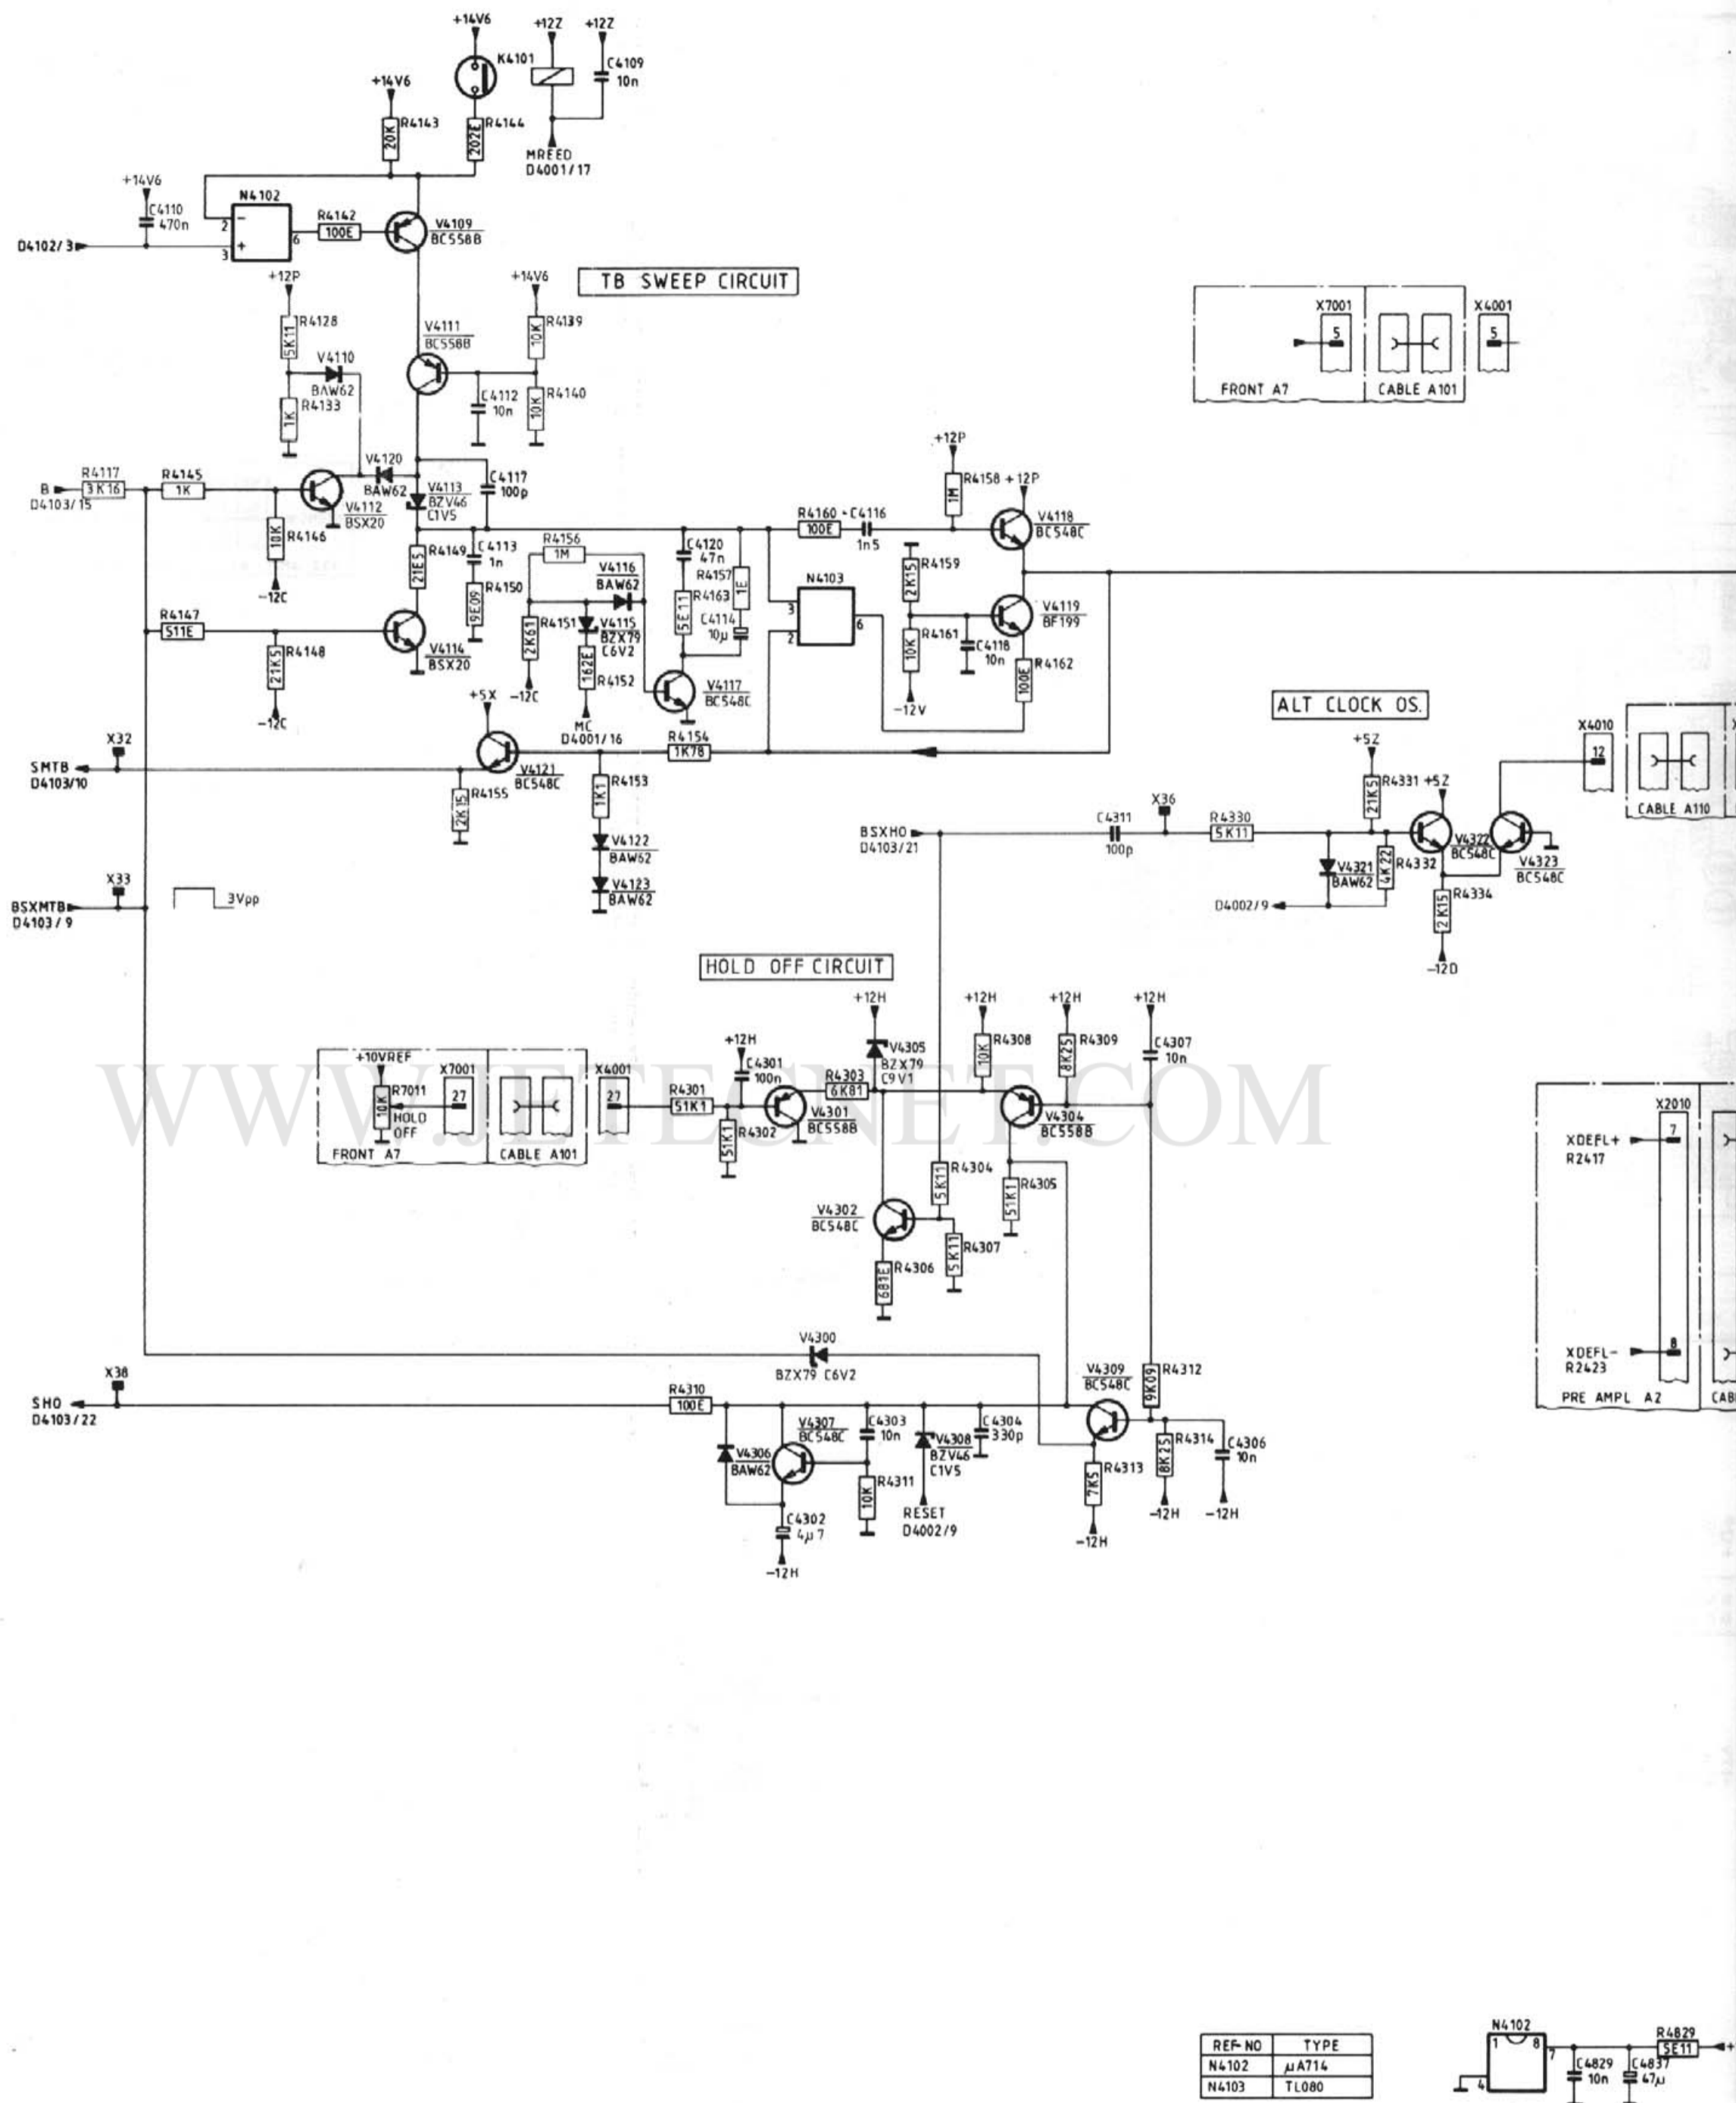 +14V6
+12Z
+12Z
K4101
C4109
10n
+14V6
R4143
20K
R4144
202E
MREED
D4001/17
+14V6
C4110
470n
N4102
2
3
6
D4102/3
R4142
100E
V4109
BC558B
TB SWEEP CIRCUIT
+12P
R4128
5K11
V4110
BAW62
R4133
1K
V4111
BC558B
+14V6
R4139
10K
C4112
10n
R4140
10K
X7001
5
X4001
5
FRONT A7
CABLE A101
B
D4103/15
R4117
3K16
R4145
1K
V4120
BAW62
V4112
BSX20
R4146
10K
-12C
V4113
BZV46
C1V5
C4117
100p
R4149
21E5
C4113
1n
R4150
9E09
R4147
511E
R4148
21K5
-12C
V4114
BSX20
R4156
1M
V4116
BAW62
R4151
2K61
-12C
V4115
BZX79
C6V2
162E
R4152
MC
D4001/16
C4120
47n
R4157
1E
R4163
5E11
C4114
10µ
V4117
BC548C
R4160
100E
C4116
1n5
+12P
R4158
1M
+12P
V4118
BC548C
N4103
3
2
6
R4159
2K15
R4161
10K
-12V
C4118
10n
V4119
BF199
R4162
100E
+5X
V4121
BC548C
R4154
1K78
R4153
1K1
V4122
BAW62
V4123
BAW62
R4155
2K15
X32
SMTB
D4103/10
X33
BSXMTB
D4103/9
3Vpp
ALT CLOCK OS.
BSXHO
D4103/21
C4311
100p
X36
R4330
5K11
+5Z
R4331
21K5
+5Z
V4321
BAW62
R4332
4K22
D4002/9
V4322
BC548C
V4323
BC548C
R4334
2K15
-12D
X4010
12
CABLE A110
HOLD OFF CIRCUIT
+10VREF
R7011
10K
HOLD
OFF
X7001
27
FRONT A7
CABLE A101
X4001
27
R4301
51K1
+12H
C4301
100n
R4302
51K1
V4301
BC558B
R4303
6K81
+12H
V4305
BZX79
C9V1
+12H
R4308
10K
+12H
R4309
8K25
+12H
C4307
10n
V4304
BC558B
R4304
5K11
R4305
51K1
V4302
BC548C
R4307
5K11
R4306
681E
WWW.JETECNET.COM
X2010
7
XDEFL+
R2417
XDEFL-
R2423
8
PRE AMPL A2
CAB
V4300
BZX79 C6V2
X38
SHO
D4103/22
R4310
100E
V4306
BAW62
V4307
BC548C
C4302
4µ7
-12H
C4303
10n
R4311
10K
V4308
BZV46
C1V5
RESET
D4002/9
C4304
330p
V4309
BC548C
R4312
9K09
R4313
7K5
-12H
R4314
8K25
-12H
C4306
10n
-12H
REF-NO TYPE
N4102 µA714
N4103 TL080
N4102
1
8
7
4
C4829
10n
C4837
47µ
R4829
5E11
+